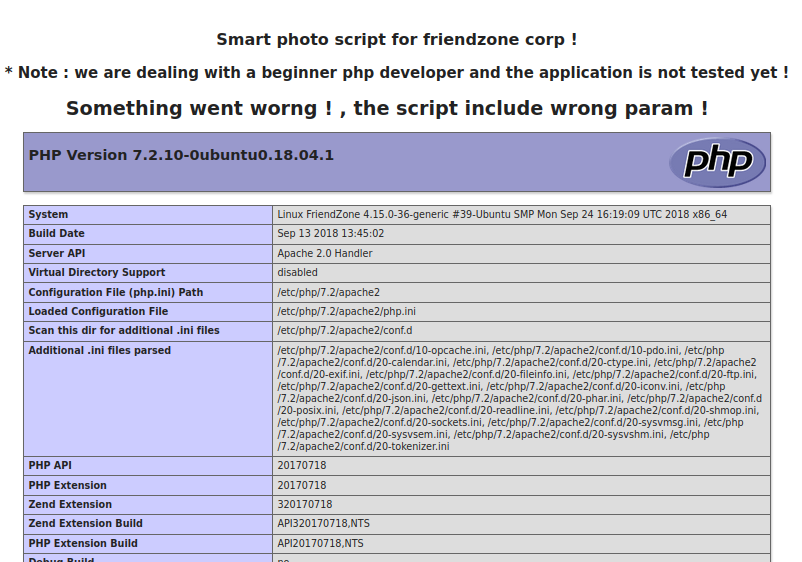 Smart photo script for friendzone corp !
* Note : we are dealing with a beginner php developer and the application is not tested yet !
Something went worng ! , the script include wrong param !
PHP Version 7.2.10-0ubuntu0.18.04.1
php
System Linux FriendZone 4.15.0-36-generic #39-Ubuntu SMP Mon Sep 24 16:19:09 UTC 2018 x86_64
Build Date Sep 13 2018 13:45:02
Server API Apache 2.0 Handler
Virtual Directory Support disabled
Configuration File (php.ini) Path /etc/php/7.2/apache2
Loaded Configuration File /etc/php/7.2/apache2/php.ini
Scan this dir for additional .ini files /etc/php/7.2/apache2/conf.d
Additional .ini files parsed /etc/php/7.2/apache2/conf.d/10-opcache.ini, /etc/php/7.2/apache2/conf.d/10-pdo.ini, /etc/php
/7.2/apache2/conf.d/20-calendar.ini, /etc/php/7.2/apache2/conf.d/20-ctype.ini, /etc/php/7.2/apache2
/conf.d/20-exif.ini, /etc/php/7.2/apache2/conf.d/20-fileinfo.ini, /etc/php/7.2/apache2/conf.d/20-ftp.ini,
/etc/php/7.2/apache2/conf.d/20-gettext.ini, /etc/php/7.2/apache2/conf.d/20-iconv.ini, /etc/php
/7.2/apache2/conf.d/20-json.ini, /etc/php/7.2/apache2/conf.d/20-phar.ini, /etc/php/7.2/apache2/conf.d
/20-posix.ini, /etc/php/7.2/apache2/conf.d/20-readline.ini, /etc/php/7.2/apache2/conf.d/20-shmop.ini,
/etc/php/7.2/apache2/conf.d/20-sockets.ini, /etc/php/7.2/apache2/conf.d/20-sysvmsg.ini, /etc/php
/7.2/apache2/conf.d/20-sysvsem.ini, /etc/php/7.2/apache2/conf.d/20-sysvshm.ini, /etc/php
/7.2/apache2/conf.d/20-tokenizer.ini
PHP API 20170718
PHP Extension 20170718
Zend Extension 320170718
Zend Extension Build API320170718,NTS
PHP Extension Build API20170718,NTS
Debug Build no